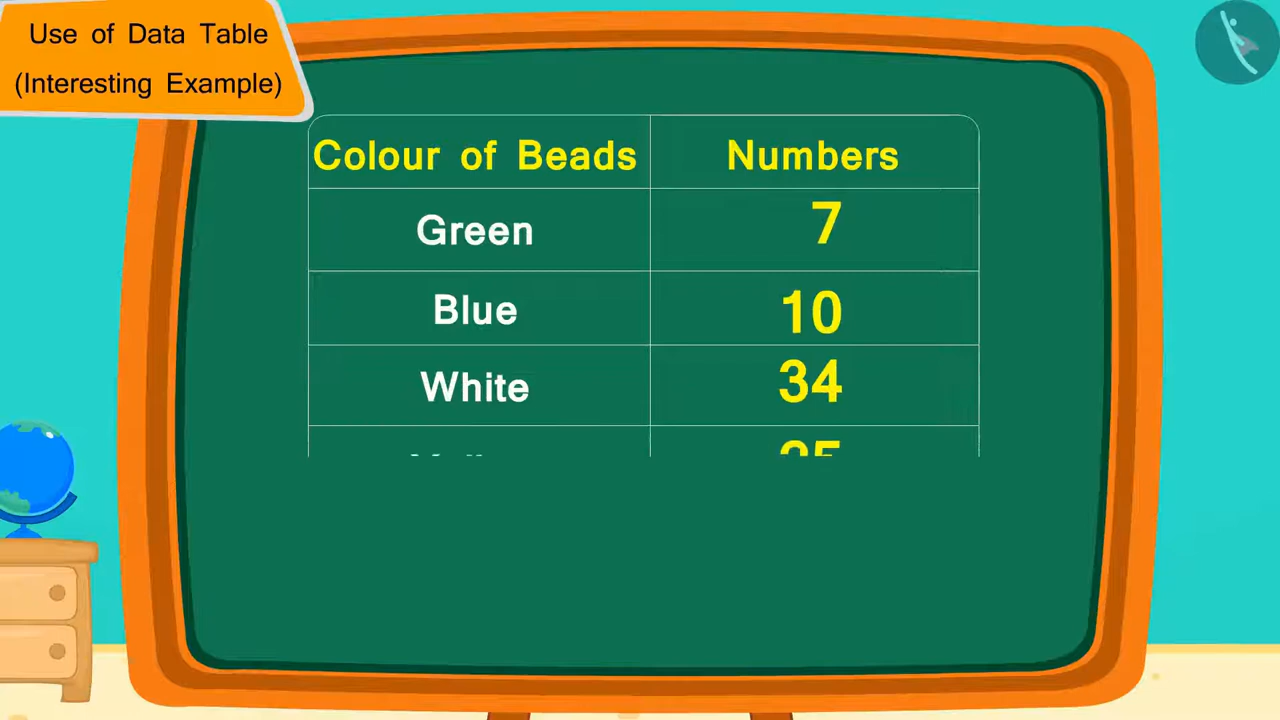 Use of Data Table
(Interesting Example)
Colour of Beads Numbers
Green 7
Blue 10
White 34